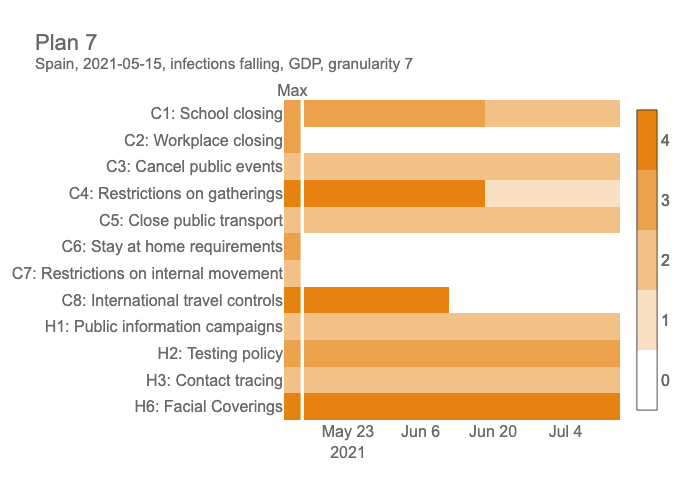 Plan 7
Spain, 2021-05-15, infections falling, GDP, granularity 7
Max
C1: School closing
C2: Workplace closing
C3: Cancel public events
C4: Restrictions on gatherings
C5: Close public transport
C6: Stay at home requirements
C7: Restrictions on internal movement
C8: International travel controls
H1: Public information campaigns
H2: Testing policy
H3: Contact tracing
H6: Facial Coverings
May 23 Jun 6 Jun 20 Jul 4
2021
4
3
2
1
0